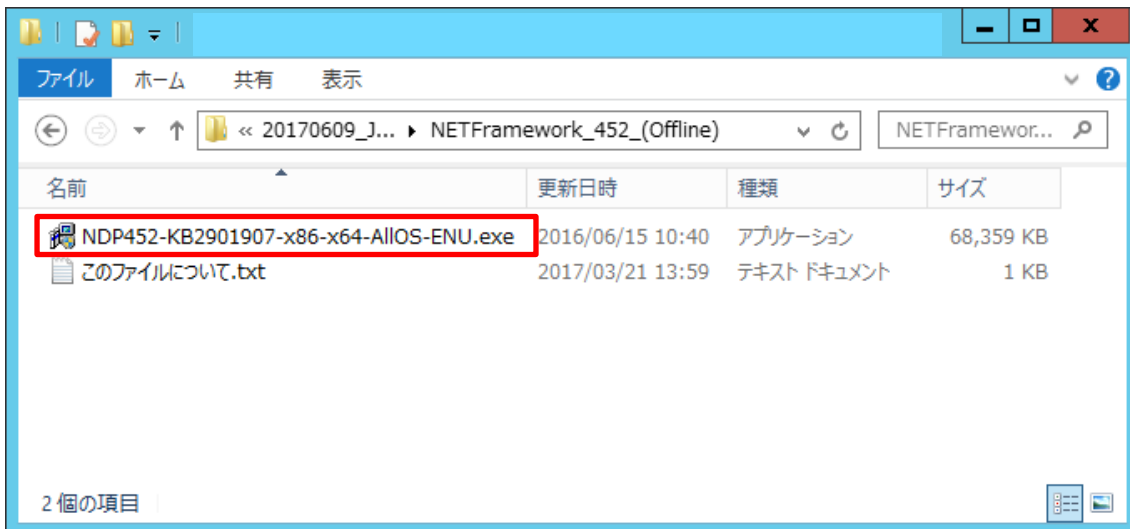 ファイル ホーム 共有 表示
« 20170609_J... NETFramework_452_(Offline) NETFramewor...
名前 更新日時 種類 サイズ
NDP452-KB2901907-x86-x64-AllOS-ENU.exe 2016/06/15 10:40 アプリケーション 68,359 KB
このファイルについて.txt 2017/03/21 13:59 テキスト ドキュメント 1 KB
2 個の項目